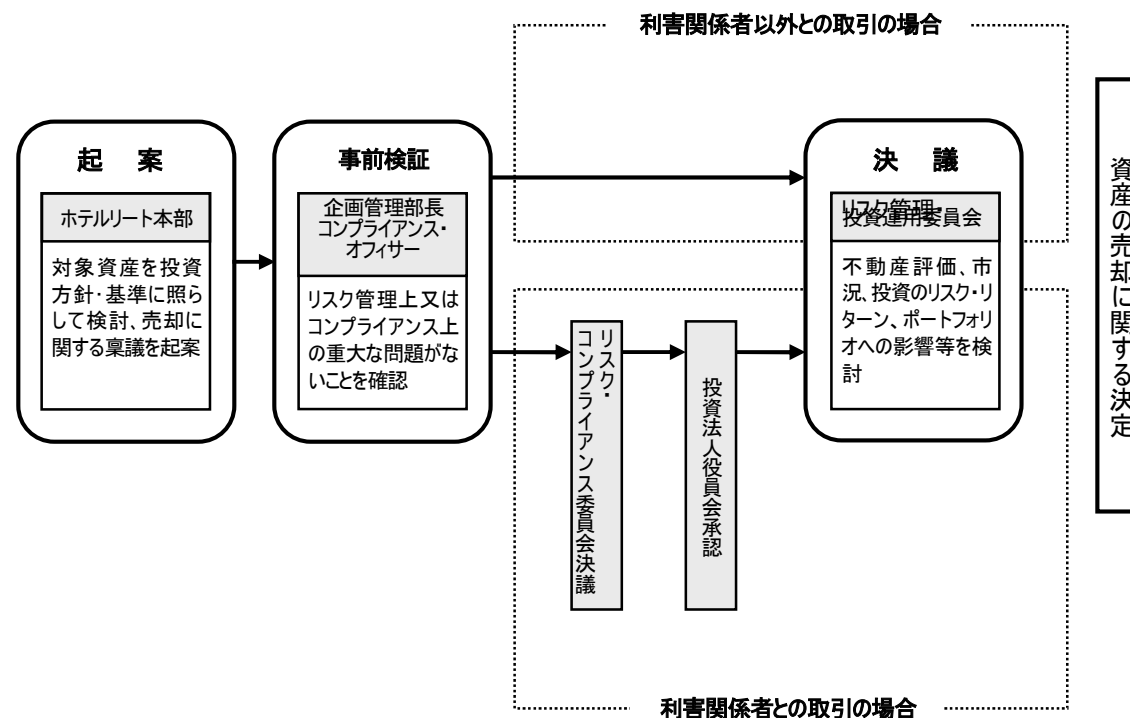 利害関係者以外との取引の場合
起 案
ホテルリート本部
対象資産を投資
方針・基準に照ら
して検討、売却に
関する稟議を起案
事前検証
企画管理部長
コンプライアンス・
オフィサー
リスク管理上又は
コンプライアンス上
の重大な問題がな
いことを確認
リスク・
コンプライアンス委員会決議
投資法人役員会承認
決 議
リスク管理・
投資運用委員会
不動産評価、市
況、投資のリスク・リ
ターン、ポートフォリ
オへの影響等を検
討
資産の売却に関する決定
利害関係者との取引の場合